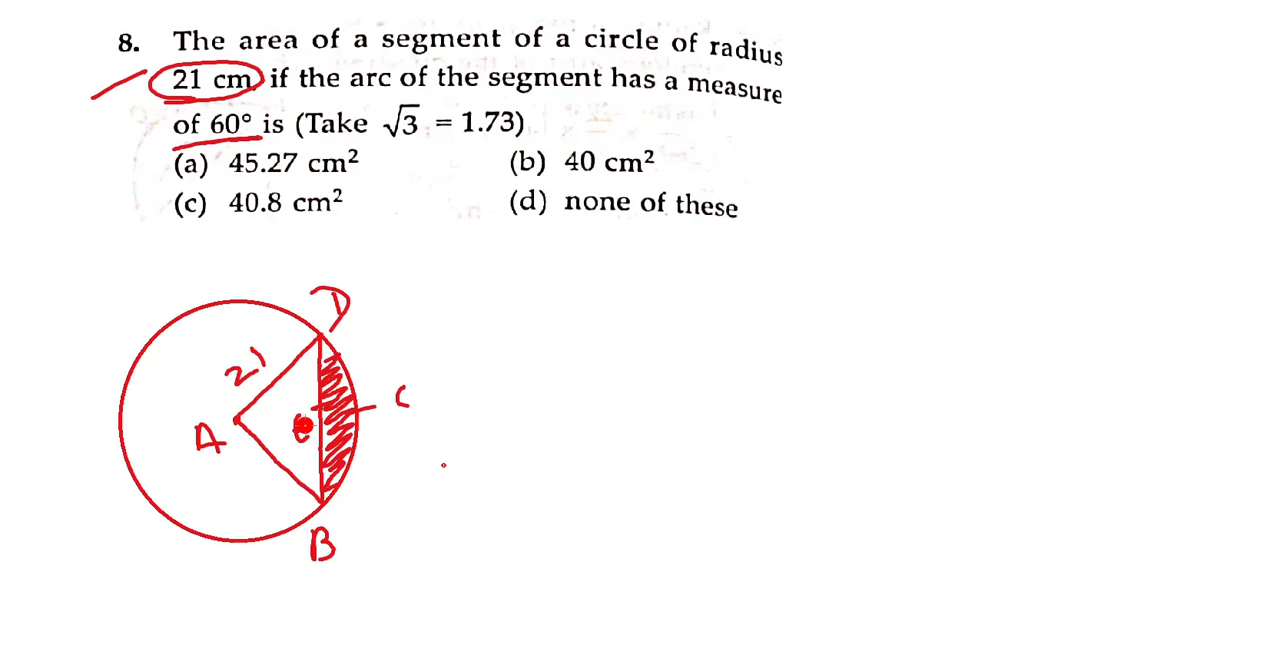 8. The area of a segment of a circle of radius
21 cm, if the arc of the segment has a measure
of 60° is (Take √3 = 1.73)
(a) 45.27 cm² (b) 40 cm²
(c) 40.8 cm² (d) none of these
D
21
C
A
B